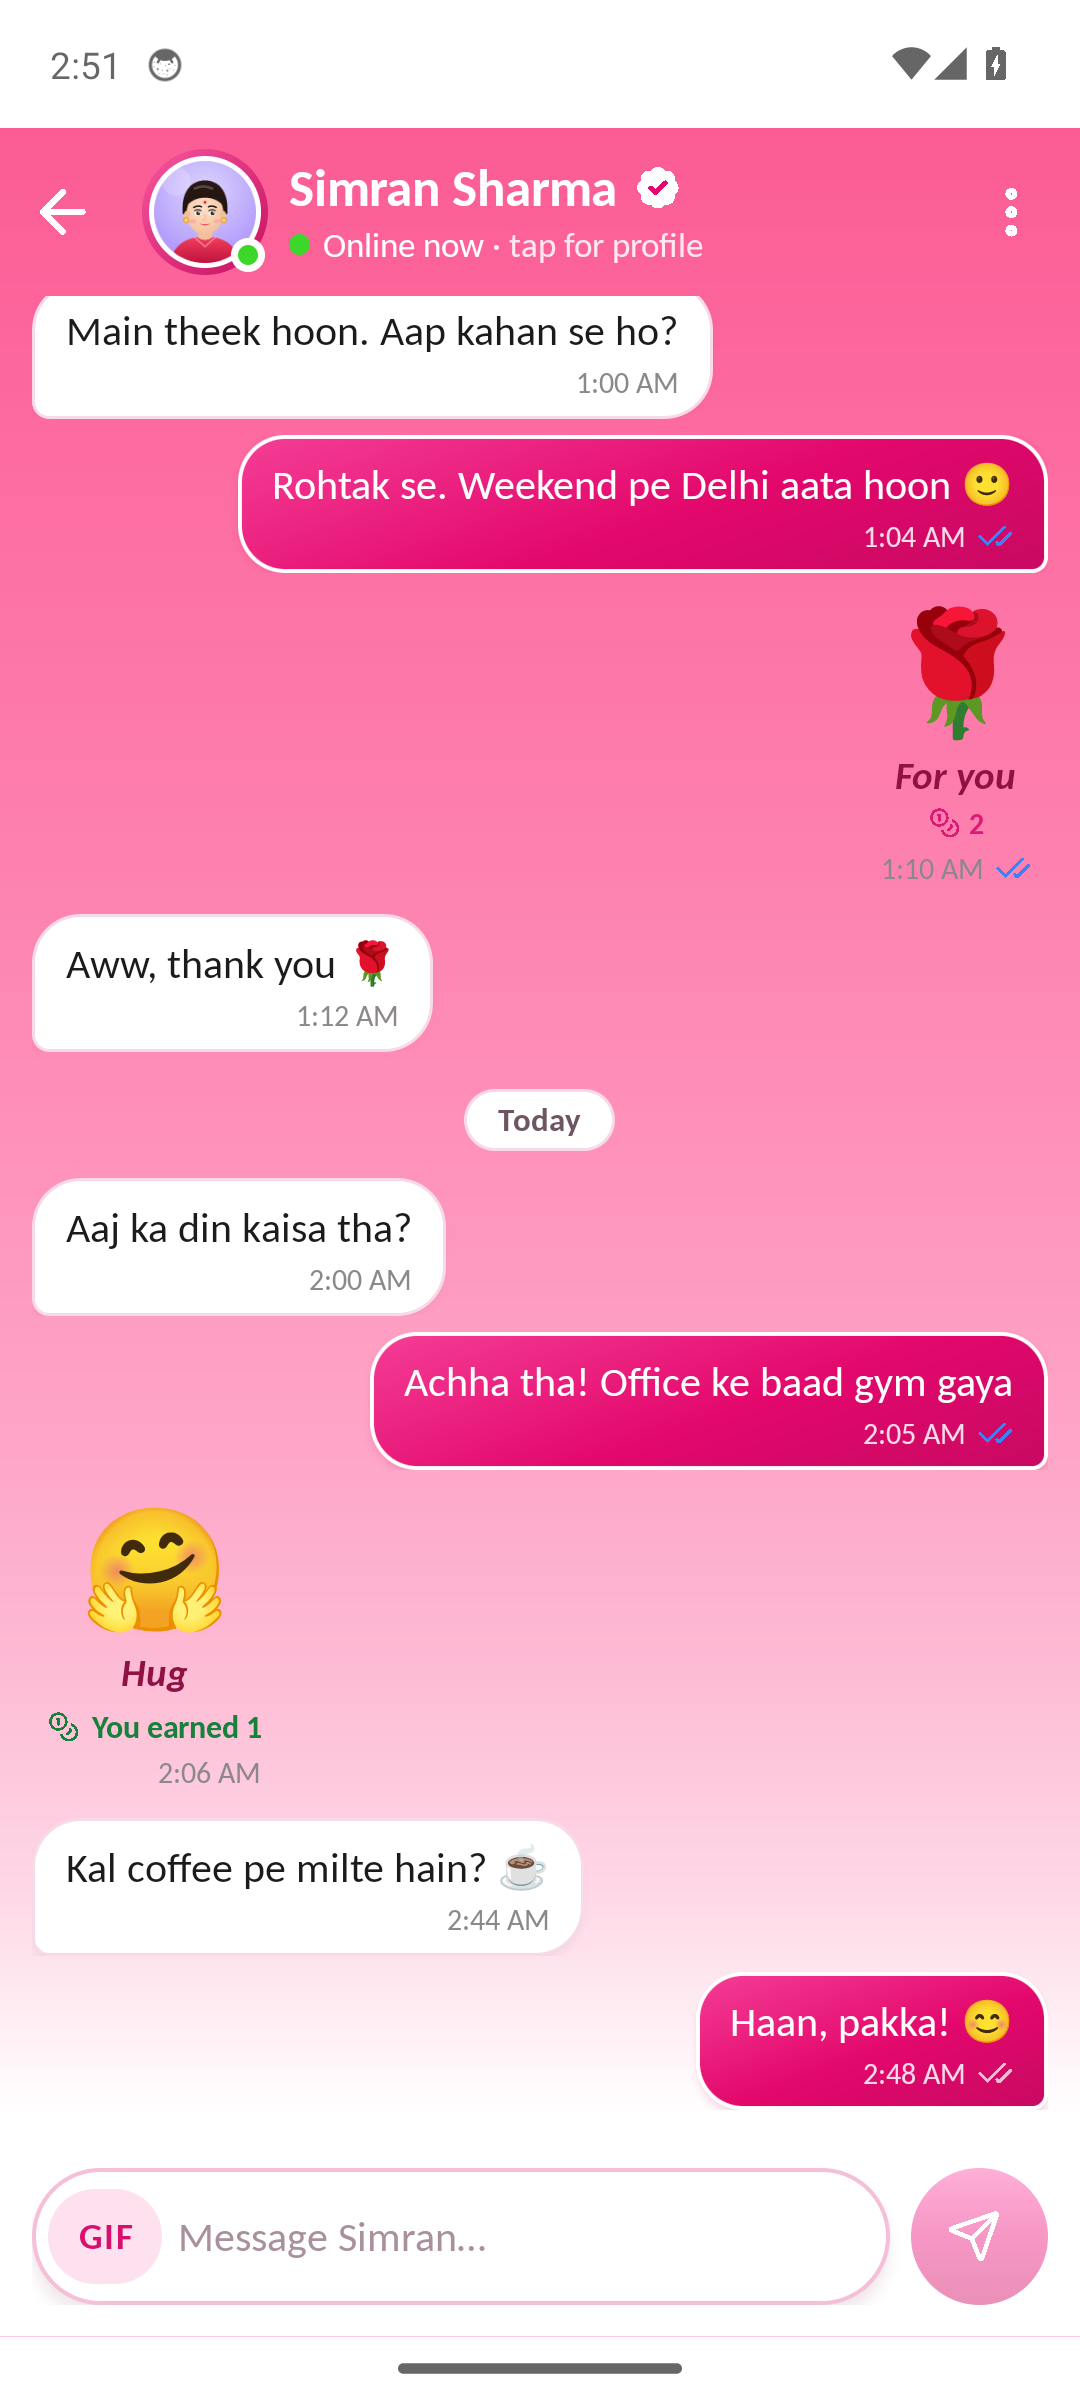 2:51
Simran Sharma
Online now · tap for profile
Main theek hoon. Aap kahan se ho?
1:00 AM
Rohtak se. Weekend pe Delhi aata hoon 🙂
1:04 AM
For you
2
1:10 AM
Aww, thank you 🌹
1:12 AM
Today
Aaj ka din kaisa tha?
2:00 AM
Achha tha! Office ke baad gym gaya
2:05 AM
Hug
You earned 1
2:06 AM
Kal coffee pe milte hain? ☕
2:44 AM
Haan, pakka! 😊
2:48 AM
GIF Message Simran...